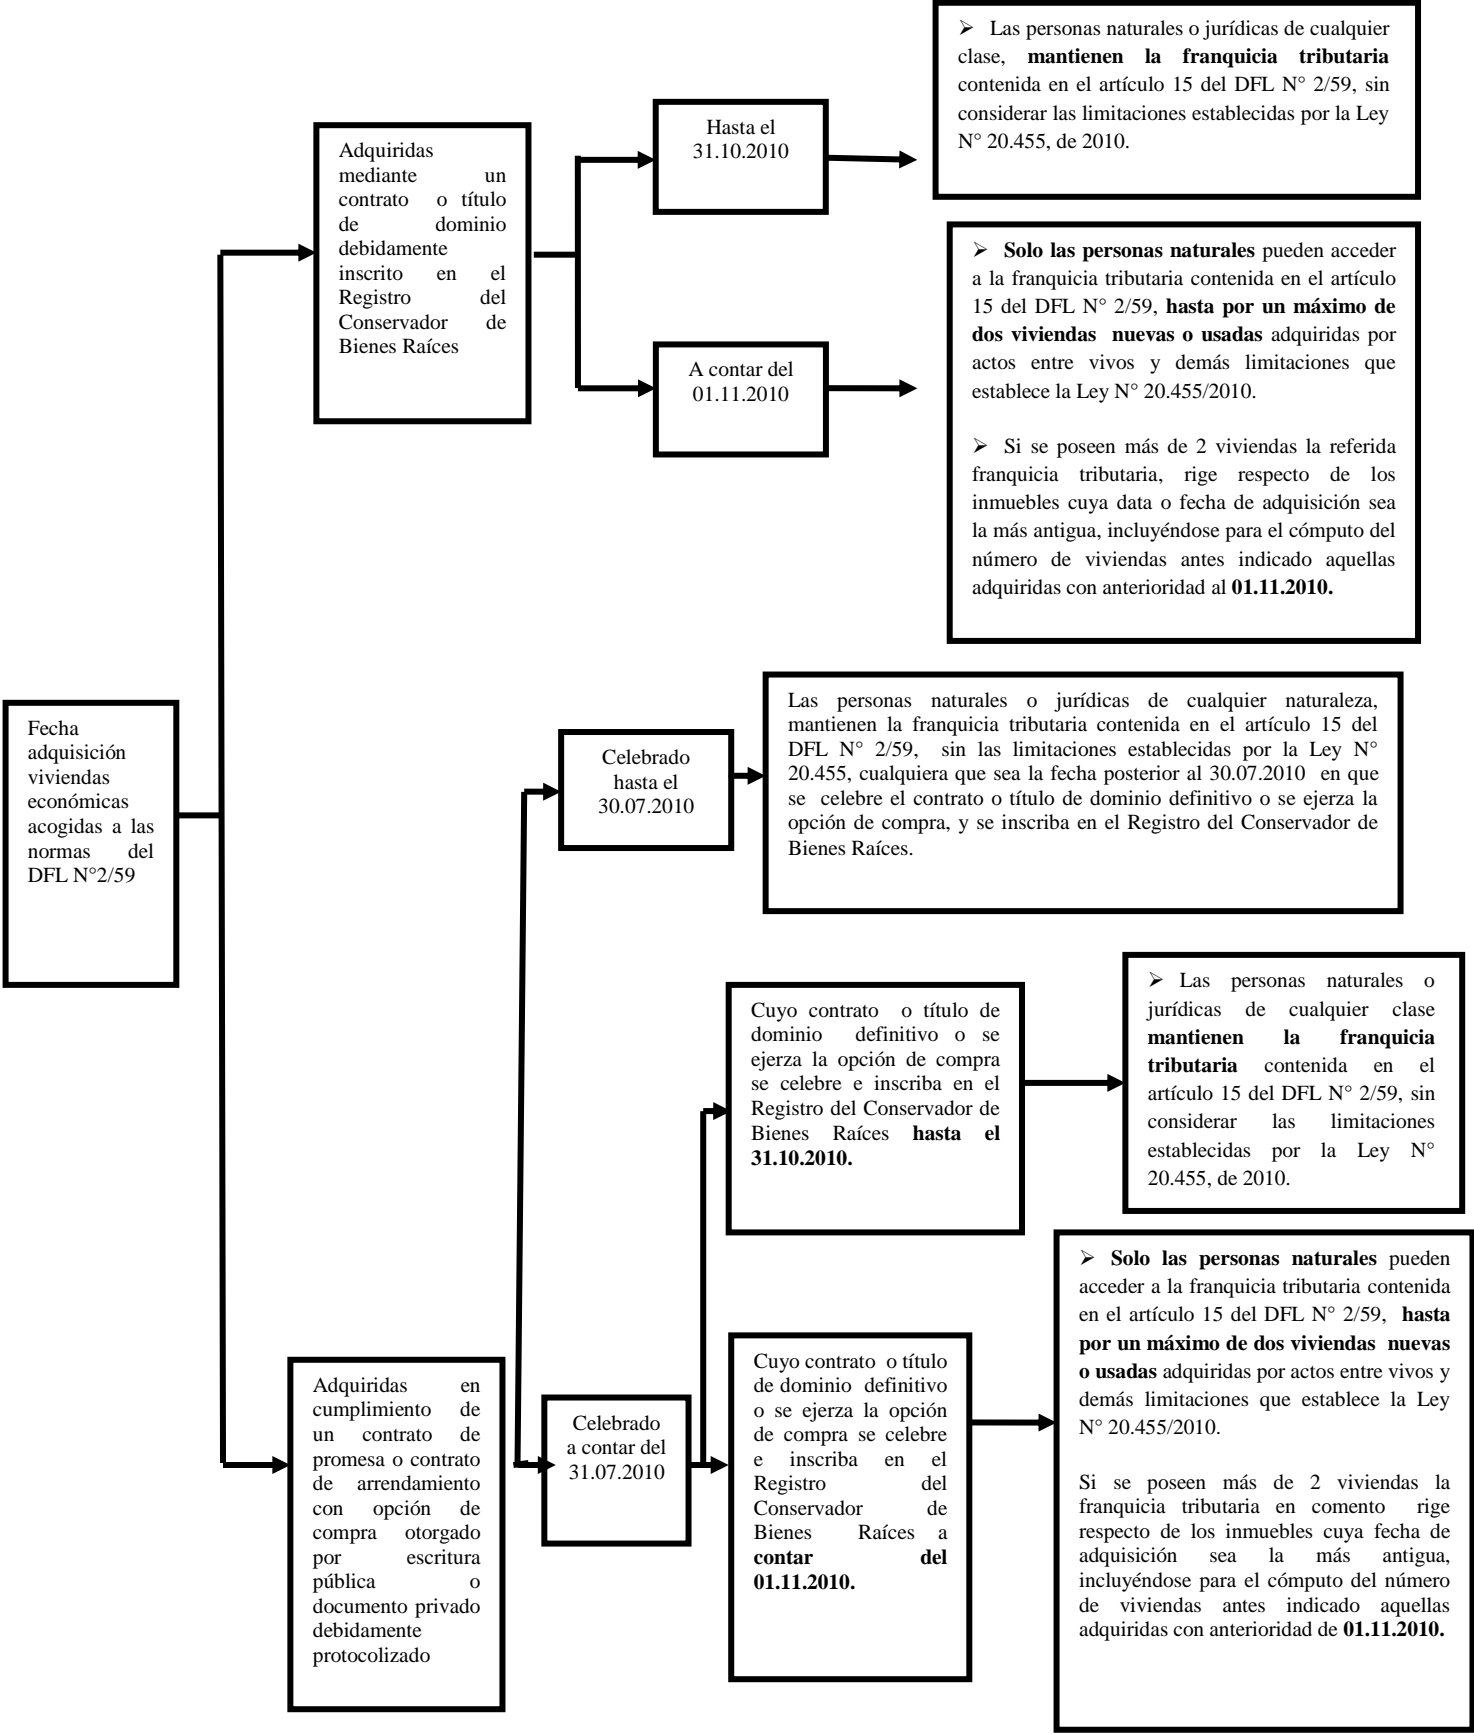 ➢ Las personas naturales o jurídicas de cualquier
clase, mantienen la franquicia tributaria
contenida en el artículo 15 del DFL N° 2/59, sin
considerar las limitaciones establecidas por la Ley
N° 20.455, de 2010.
Hasta el
31.10.2010
Adquiridas
mediante un
contrato o título
de dominio
debidamente
inscrito en el
Registro del
Conservador de
Bienes Raíces
➢ Solo las personas naturales pueden acceder
a la franquicia tributaria contenida en el artículo
15 del DFL N° 2/59, hasta por un máximo de
dos viviendas nuevas o usadas adquiridas por
actos entre vivos y demás limitaciones que
establece la Ley N° 20.455/2010.
➢ Si se poseen más de 2 viviendas la referida
franquicia tributaria, rige respecto de los
inmuebles cuya data o fecha de adquisición sea
la más antigua, incluyéndose para el cómputo del
número de viviendas antes indicado aquellas
adquiridas con anterioridad al 01.11.2010.
A contar del
01.11.2010
Fecha
adquisición
viviendas
económicas
acogidas a las
normas del
DFL N°2/59
Celebrado
hasta el
30.07.2010
Las personas naturales o jurídicas de cualquier naturaleza,
mantienen la franquicia tributaria contenida en el artículo 15 del
DFL N° 2/59, sin las limitaciones establecidas por la Ley N°
20.455, cualquiera que sea la fecha posterior al 30.07.2010 en que
se celebre el contrato o título de dominio definitivo o se ejerza la
opción de compra, y se inscriba en el Registro del Conservador de
Bienes Raíces.
Cuyo contrato o título de
dominio definitivo o se
ejerza la opción de compra
se celebre e inscriba en el
Registro del Conservador de
Bienes Raíces hasta el
31.10.2010.
➢ Las personas naturales o
jurídicas de cualquier clase
mantienen la franquicia
tributaria contenida en el
artículo 15 del DFL N° 2/59, sin
considerar las limitaciones
establecidas por la Ley N°
20.455, de 2010.
Adquiridas en
cumplimiento de
un contrato de
promesa o contrato
de arrendamiento
con opción de
compra otorgado
por escritura
pública o
documento privado
debidamente
protocolizado
Celebrado
a contar del
31.07.2010
Cuyo contrato o título
de dominio definitivo
o se ejerza la opción
de compra se celebre
e inscriba en el
Registro del
Conservador de
Bienes Raíces a
contar del
01.11.2010.
➢ Solo las personas naturales pueden
acceder a la franquicia tributaria contenida
en el artículo 15 del DFL N° 2/59, hasta
por un máximo de dos viviendas nuevas
o usadas adquiridas por actos entre vivos y
demás limitaciones que establece la Ley
N° 20.455/2010.
Si se poseen más de 2 viviendas la
franquicia tributaria en comento rige
respecto de los inmuebles cuya fecha de
adquisición sea la más antigua,
incluyéndose para el cómputo del número
de viviendas antes indicado aquellas
adquiridas con anterioridad de 01.11.2010.